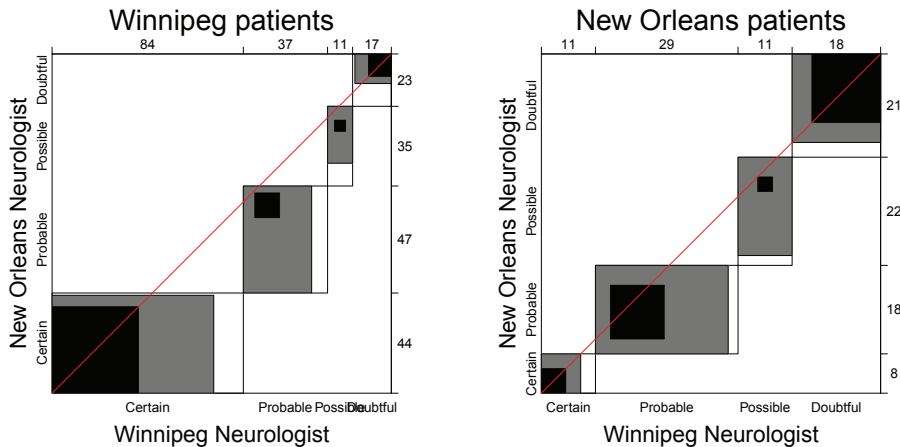 Winnipeg patients
84 37 11 17
New Orleans Neurologist
Doubtful
Possible
Probable
Certain
23
35
47
44
Certain Probable Possible Doubtful
Winnipeg Neurologist
New Orleans patients
11 29 11 18
New Orleans Neurologist
Doubtful
Possible
Probable
Certain
21
22
18
8
Certain Probable Possible Doubtful
Winnipeg Neurologist